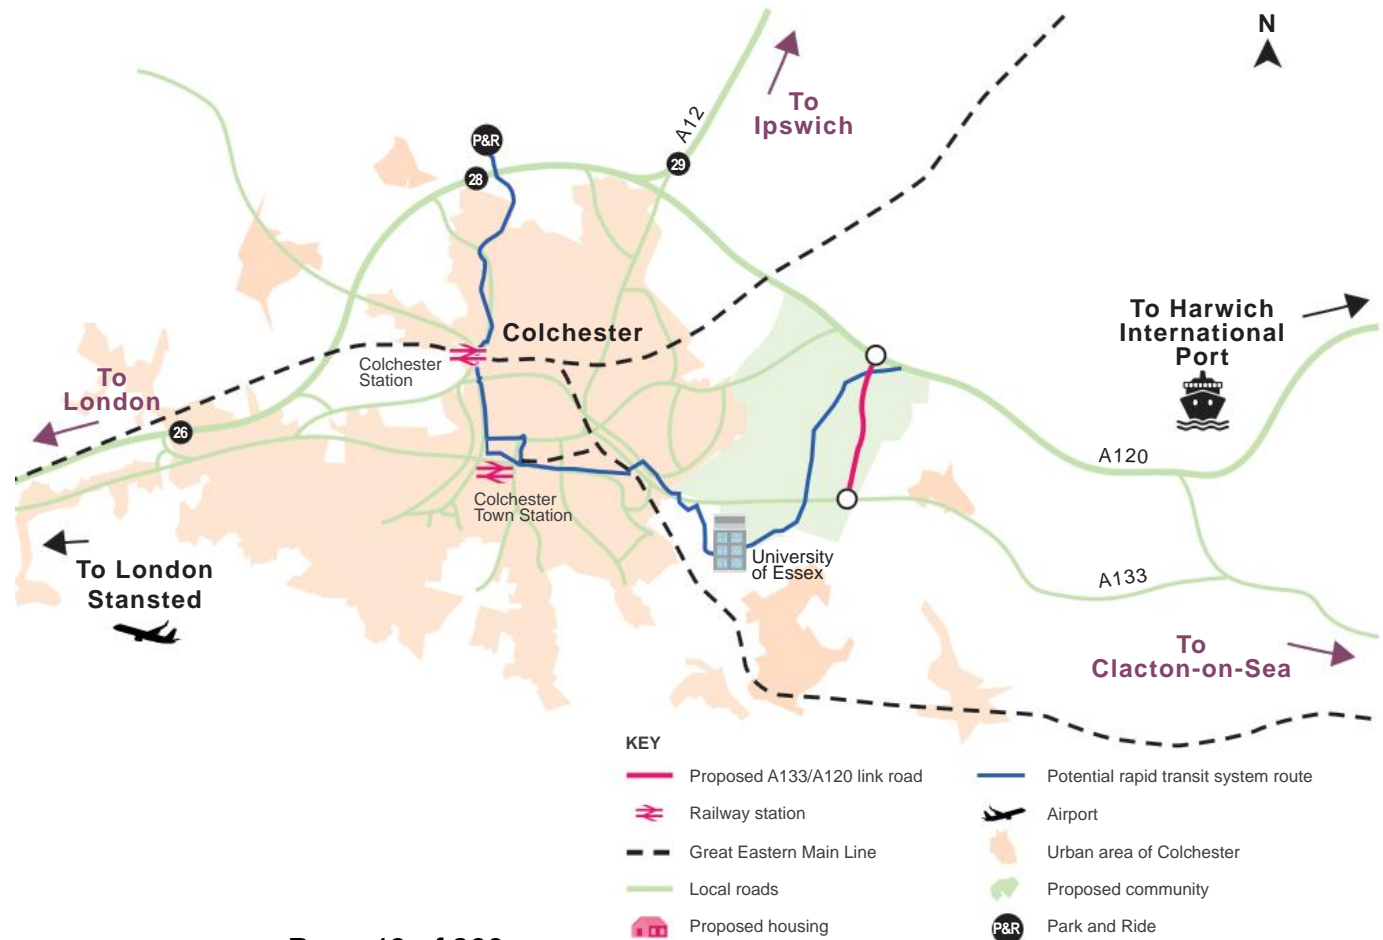 N
To
Ipswich
A12
P&R
28
29
Colchester
Colchester
Station
To
London
26
To Harwich
International
Port
A120
Colchester
Town Station
University
of Essex
To London
Stansted
A133
To
Clacton-on-Sea
KEY
Proposed A133/A120 link road
Railway station
Great Eastern Main Line
Local roads
Proposed housing
Potential rapid transit system route
Airport
Urban area of Colchester
Proposed community
P&R Park and Ride